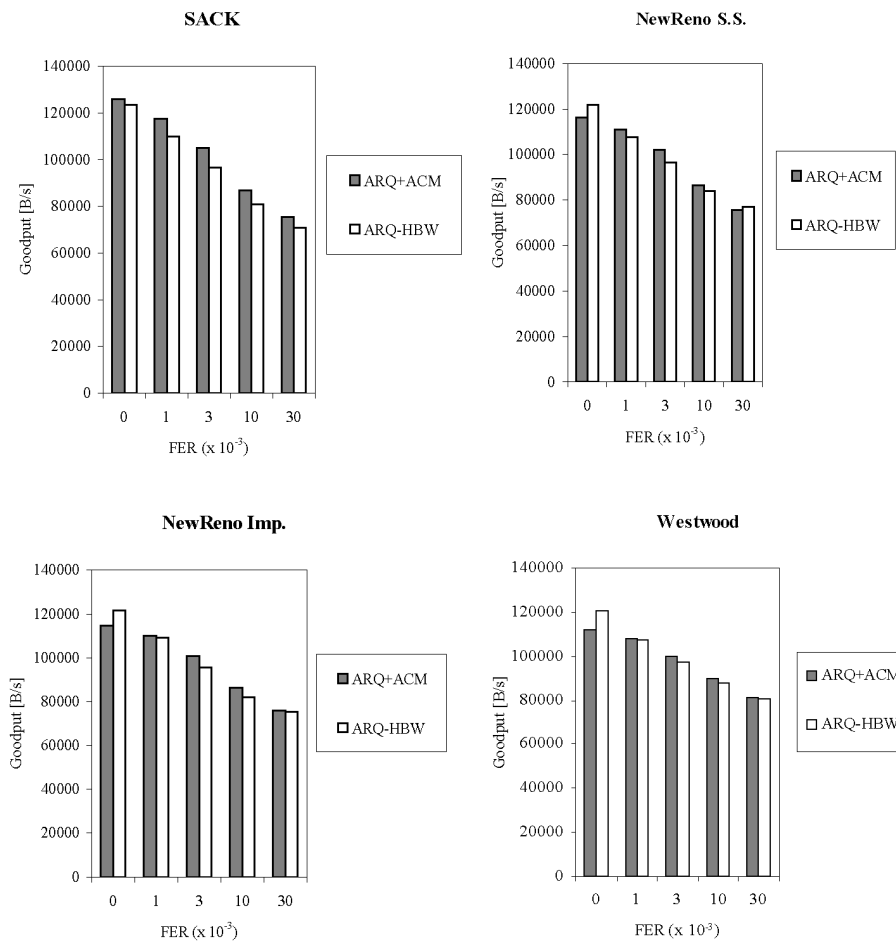 SACK
140000
120000
100000
80000
60000
40000
20000
0
Goodput [B/s]
0 1 3 10 30
FER (x 10⁻³)
ARQ+ACM
ARQ-HBW
NewReno S.S.
140000
120000
100000
80000
60000
40000
20000
0
Goodput [B/s]
0 1 3 10 30
FER (x 10⁻³)
ARQ+ACM
ARQ-HBW
NewReno Imp.
140000
120000
100000
80000
60000
40000
20000
0
Goodput [B/s]
0 1 3 10 30
FER (x 10⁻³)
ARQ+ACM
ARQ-HBW
Westwood
140000
120000
100000
80000
60000
40000
20000
0
Goodput [B/s]
0 1 3 10 30
FER (x 10⁻³)
ARQ+ACM
ARQ-HBW